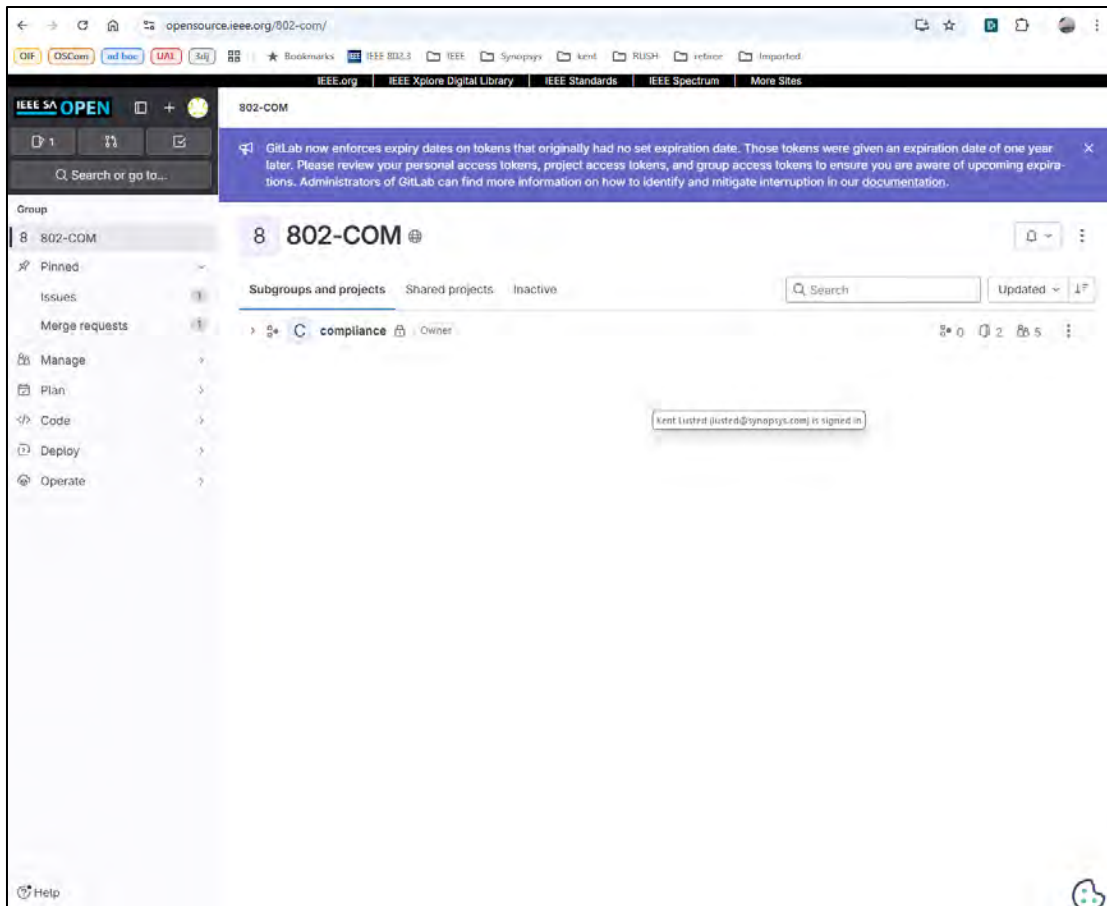 opensource.ieee.org/802-com/
OIF OSCom ad hoc UAL 3dj Bookmarks IEEE 802.3 IEEE Synopsys kent RUSH retiree Imported
IEEE.org IEEE Xplore Digital Library IEEE Standards IEEE Spectrum More Sites
IEEE SA OPEN
802-COM
1
Search or go to...
GitLab now enforces expiry dates on tokens that originally had no set expiration date. Those tokens were given an expiration date of one year
later. Please review your personal access tokens, project access tokens, and group access tokens to ensure you are aware of upcoming expira-
tions. Administrators of GitLab can find more information on how to identify and mitigate interruption in our documentation.
Group
8 802-COM
Pinned
Issues 1
Merge requests 1
Manage
Plan
Code
Deploy
Operate
Help
8 802-COM
Subgroups and projects Shared projects Inactive
Search
Updated
C compliance Owner 0 2 5
Kent Lusted (lusted@synopsys.com) is signed in